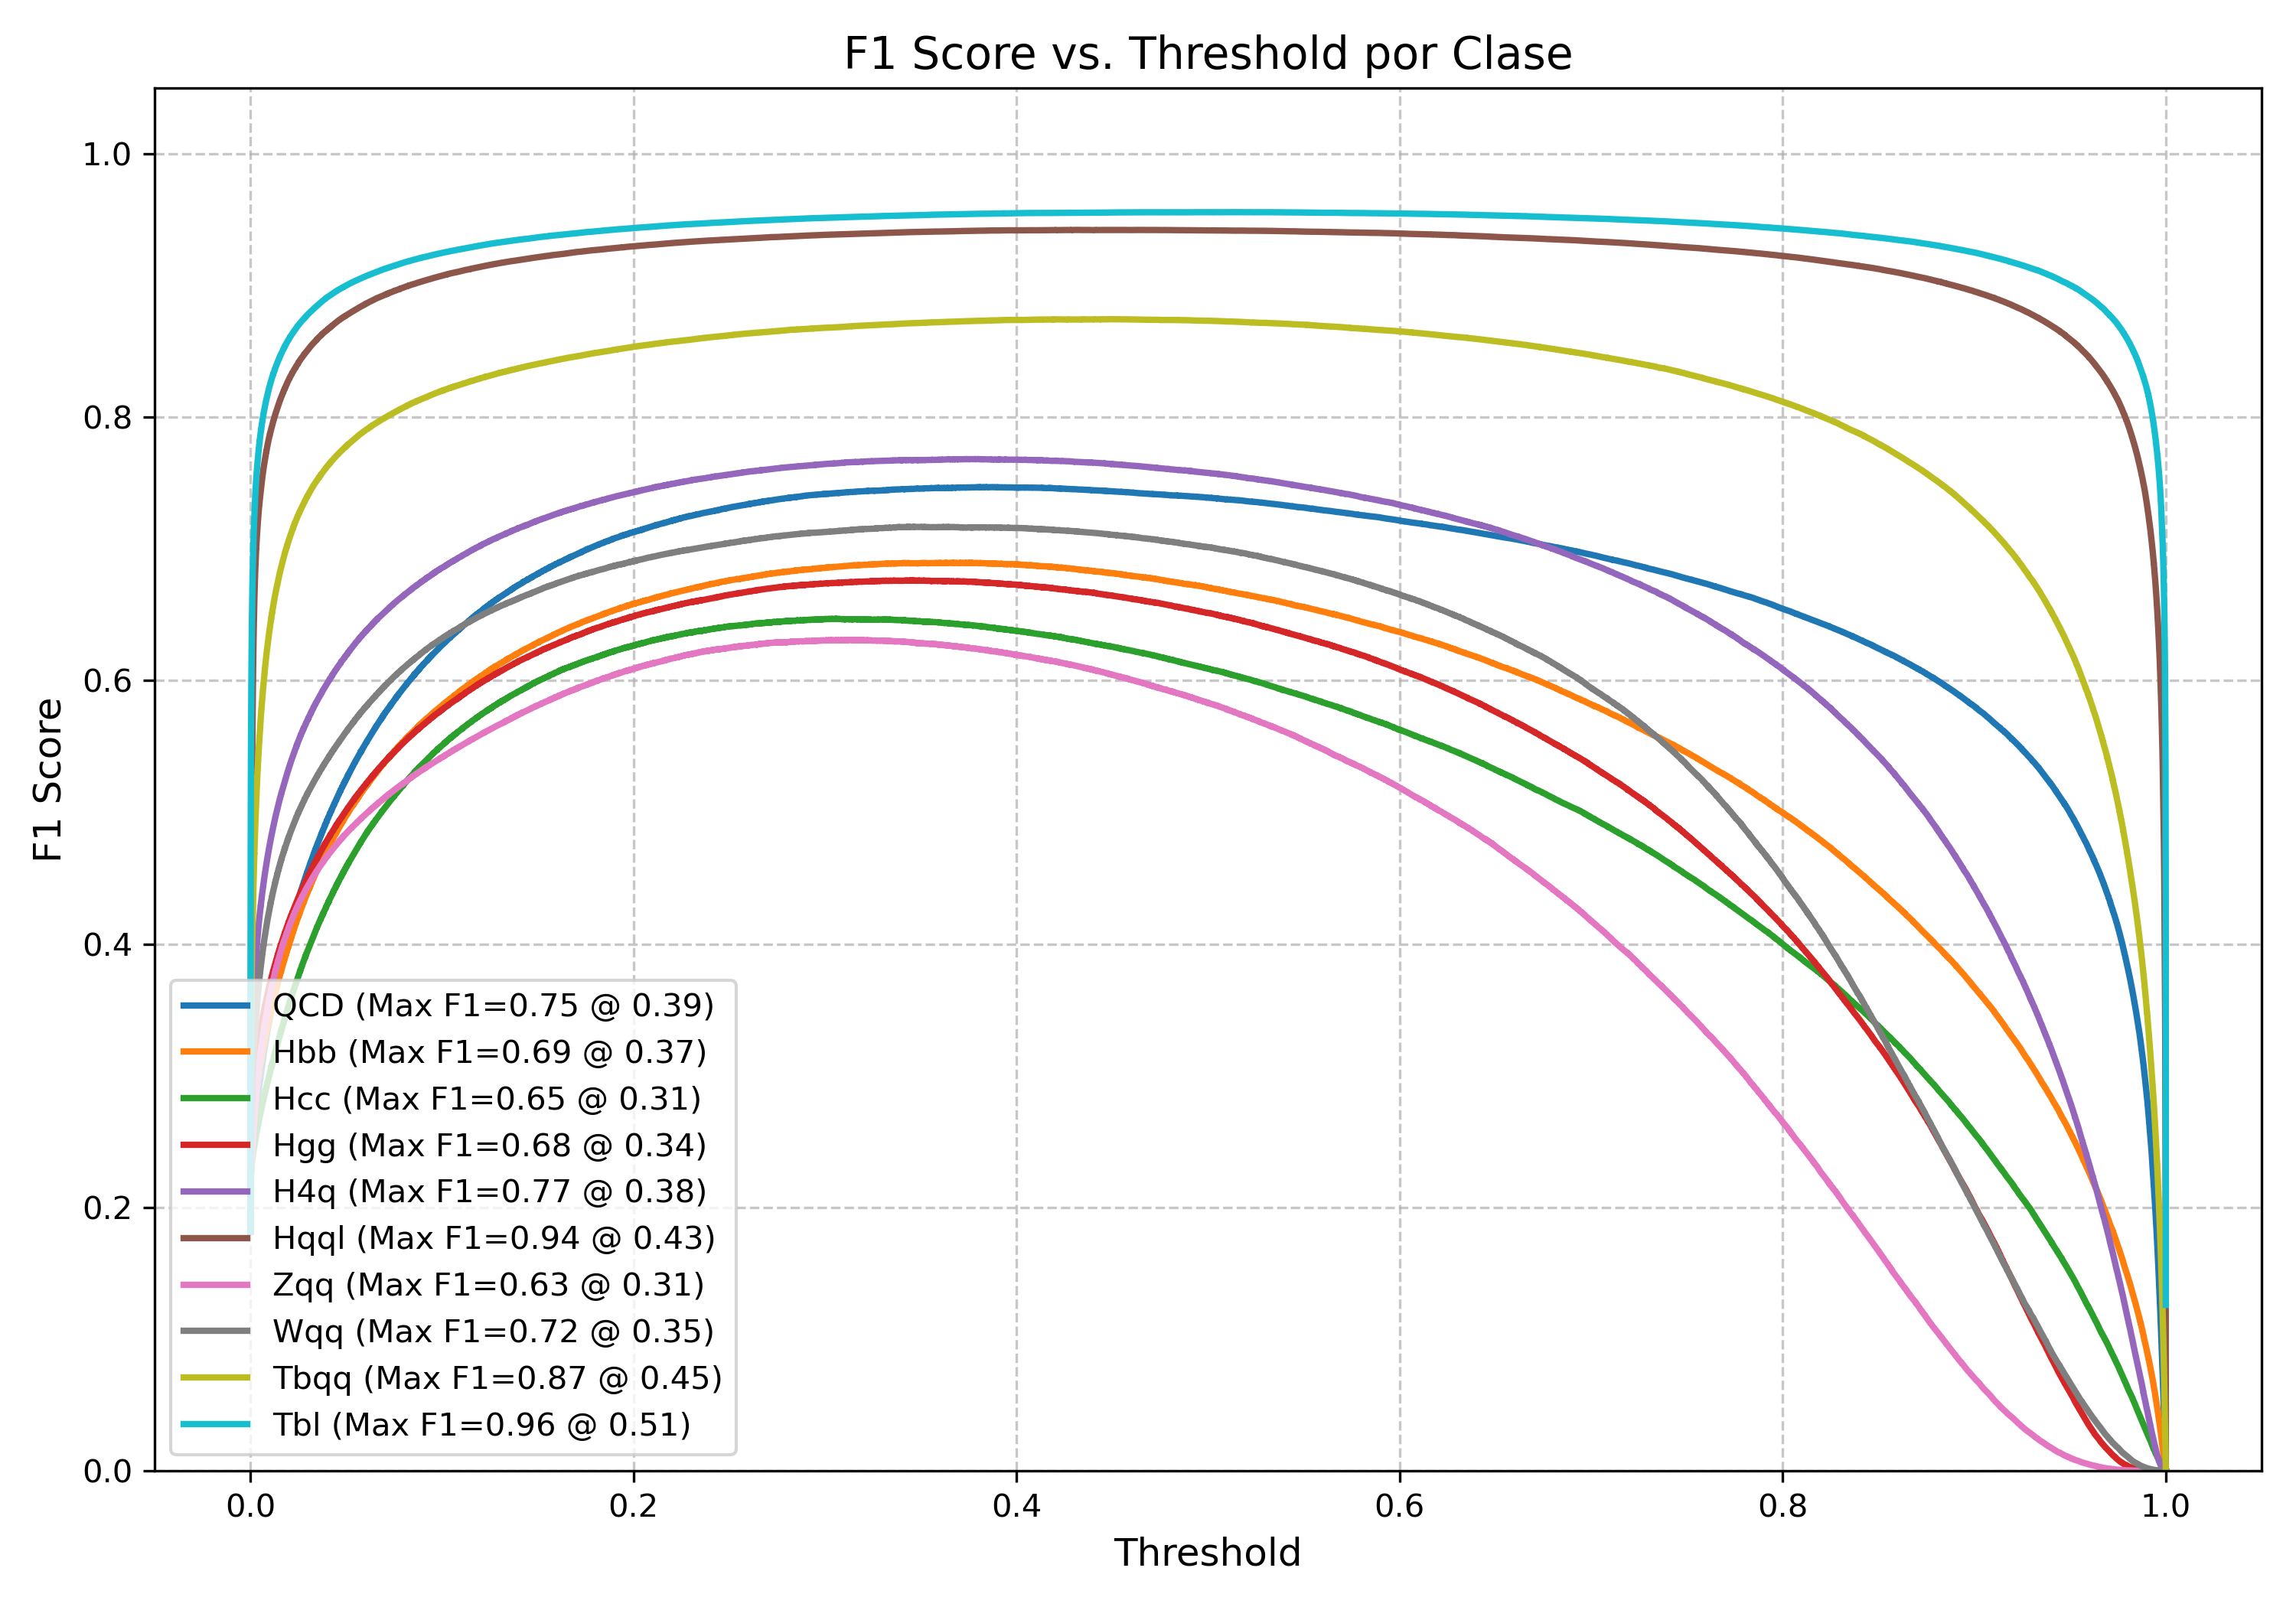 F1 Score vs. Threshold por Clase
F1 Score
1.0
0.8
0.6
0.4
0.2
0.0
QCD (Max F1=0.75 @ 0.39)
Hbb (Max F1=0.69 @ 0.37)
Hcc (Max F1=0.65 @ 0.31)
Hgg (Max F1=0.68 @ 0.34)
H4q (Max F1=0.77 @ 0.38)
Hqql (Max F1=0.94 @ 0.43)
Zqq (Max F1=0.63 @ 0.31)
Wqq (Max F1=0.72 @ 0.35)
Tbqq (Max F1=0.87 @ 0.45)
Tbl (Max F1=0.96 @ 0.51)
0.0 0.2 0.4 0.6 0.8 1.0
Threshold